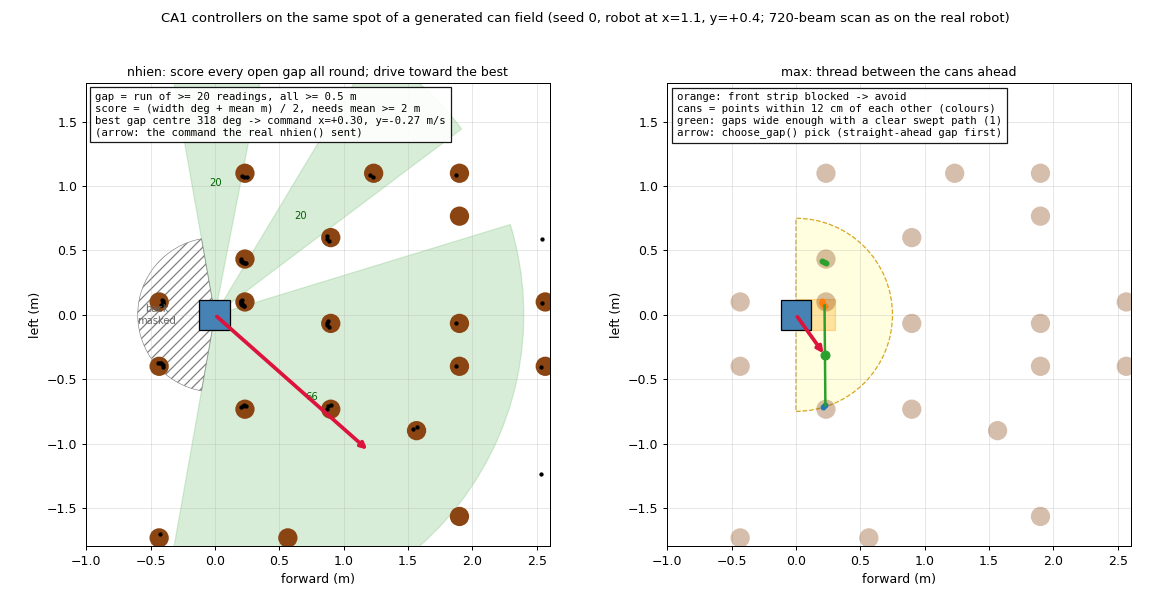 CA1 controllers on the same spot of a generated can field (seed 0, robot at x=1.1, y=+0.4; 720-beam scan as on the real robot)
nhien: score every open gap all round; drive toward the best
gap = run of >= 20 readings, all >= 0.5 m
score = (width deg + mean m) / 2, needs mean >= 2 m
best gap centre 318 deg -> command x=+0.30, y=-0.27 m/s
(arrow: the command the real nhien() sent)
1.5
1.0
0.5
0.0
−0.5
−1.0
−1.5
left (m)
20
20
66
masked
−1.0
−0.5
0.0
0.5
1.0
1.5
2.0
2.5
forward (m)
max: thread between the cans ahead
orange: front strip blocked -> avoid
cans = points within 12 cm of each other (colours)
green: gaps wide enough with a clear swept path (1)
arrow: choose_gap() pick (straight-ahead gap first)
1.5
1.0
0.5
0.0
−0.5
−1.0
−1.5
left (m)
−1.0
−0.5
0.0
0.5
1.0
1.5
2.0
2.5
forward (m)